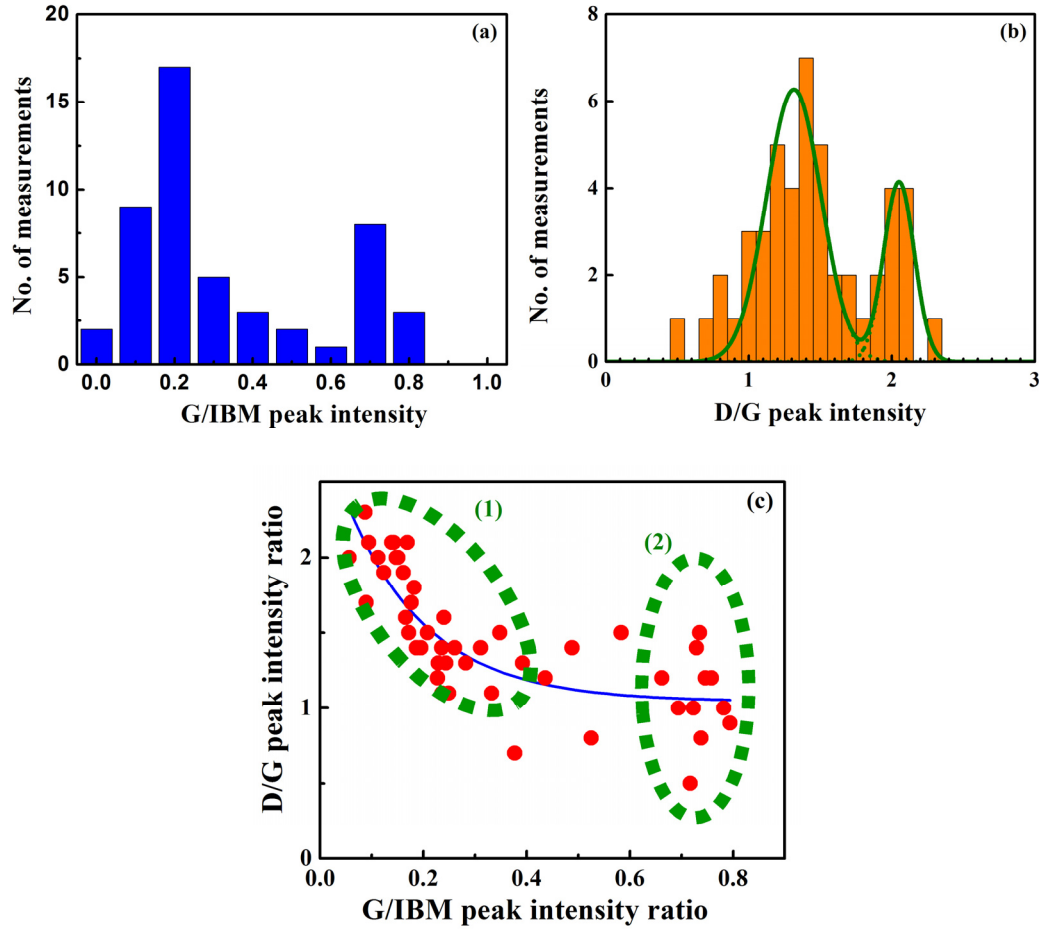 (a)
No. of measurements
20
15
10
5
0
0.0 0.2 0.4 0.6 0.8 1.0
G/IBM peak intensity
(b)
No. of measurements
8
6
4
2
0
0 1 2 3
D/G peak intensity
(c)
(1)
(2)
D/G peak intensity ratio
2
1
0
0.0 0.2 0.4 0.6 0.8
G/IBM peak intensity ratio